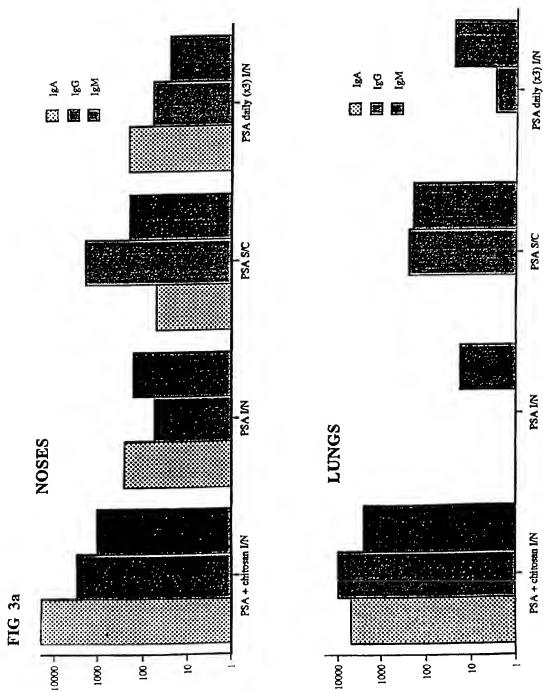 FIG 3a
NOSES
IgA
IgG
IgM
10000
1000
100
10
1
PSA + chitosan I/N
PSA I/N
PSA S/C
PSA daily (x3) I/N
LUNGS
IgA
IgG
IgM
10000
1000
100
10
1
PSA + chitosan I/N
PSA I/N
PSA S/C
PSA daily (x3) I/N